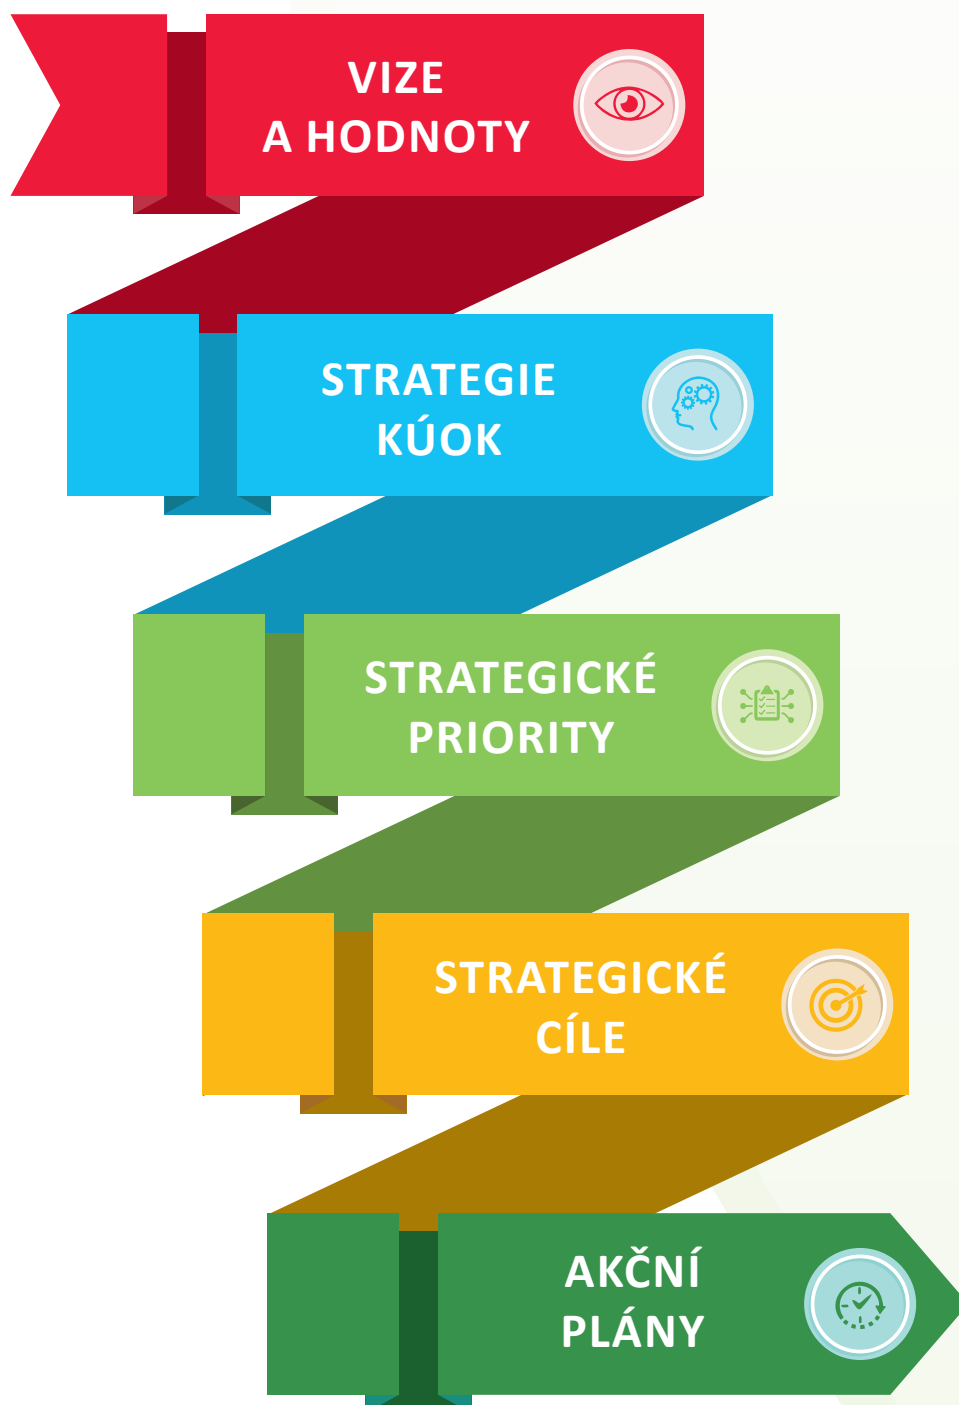 VIZE
A HODNOTY
STRATEGIE
KÚOK
STRATEGICKÉ
PRIORITY
STRATEGICKÉ
CÍLE
AKČNÍ
PLÁNY